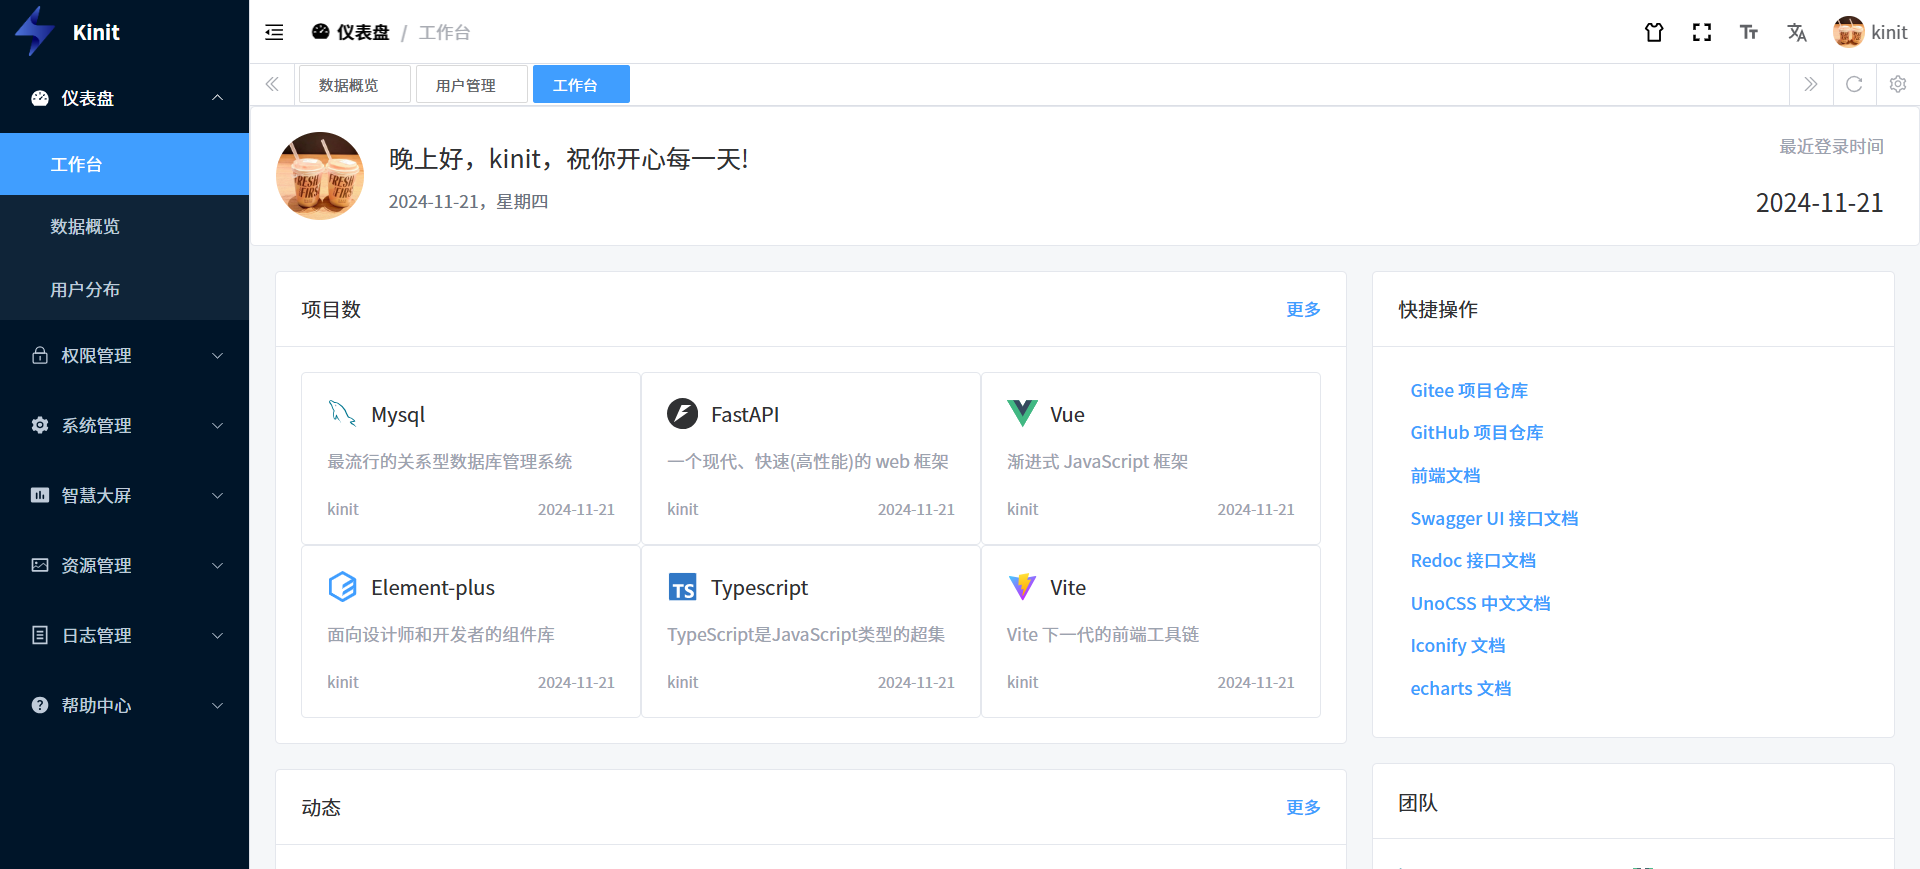 Kinit
仪表盘
工作台
数据概览
用户分布
权限管理
系统管理
智慧大屏
资源管理
日志管理
帮助中心
仪表盘 / 工作台
kinit
数据概览 用户管理 工作台
晚上好，kinit，祝你开心每一天!
2024-11-21，星期四
最近登录时间
2024-11-21
项目数 更多
Mysql
最流行的关系型数据库管理系统
kinit 2024-11-21
FastAPI
一个现代、快速(高性能)的 web 框架
kinit 2024-11-21
Vue
渐进式 JavaScript 框架
kinit 2024-11-21
Element-plus
面向设计师和开发者的组件库
kinit 2024-11-21
TS Typescript
TypeScript是JavaScript类型的超集
kinit 2024-11-21
Vite
Vite 下一代的前端工具链
kinit 2024-11-21
动态 更多
快捷操作
Gitee 项目仓库
GitHub 项目仓库
前端文档
Swagger UI 接口文档
Redoc 接口文档
UnoCSS 中文文档
Iconify 文档
echarts 文档
团队